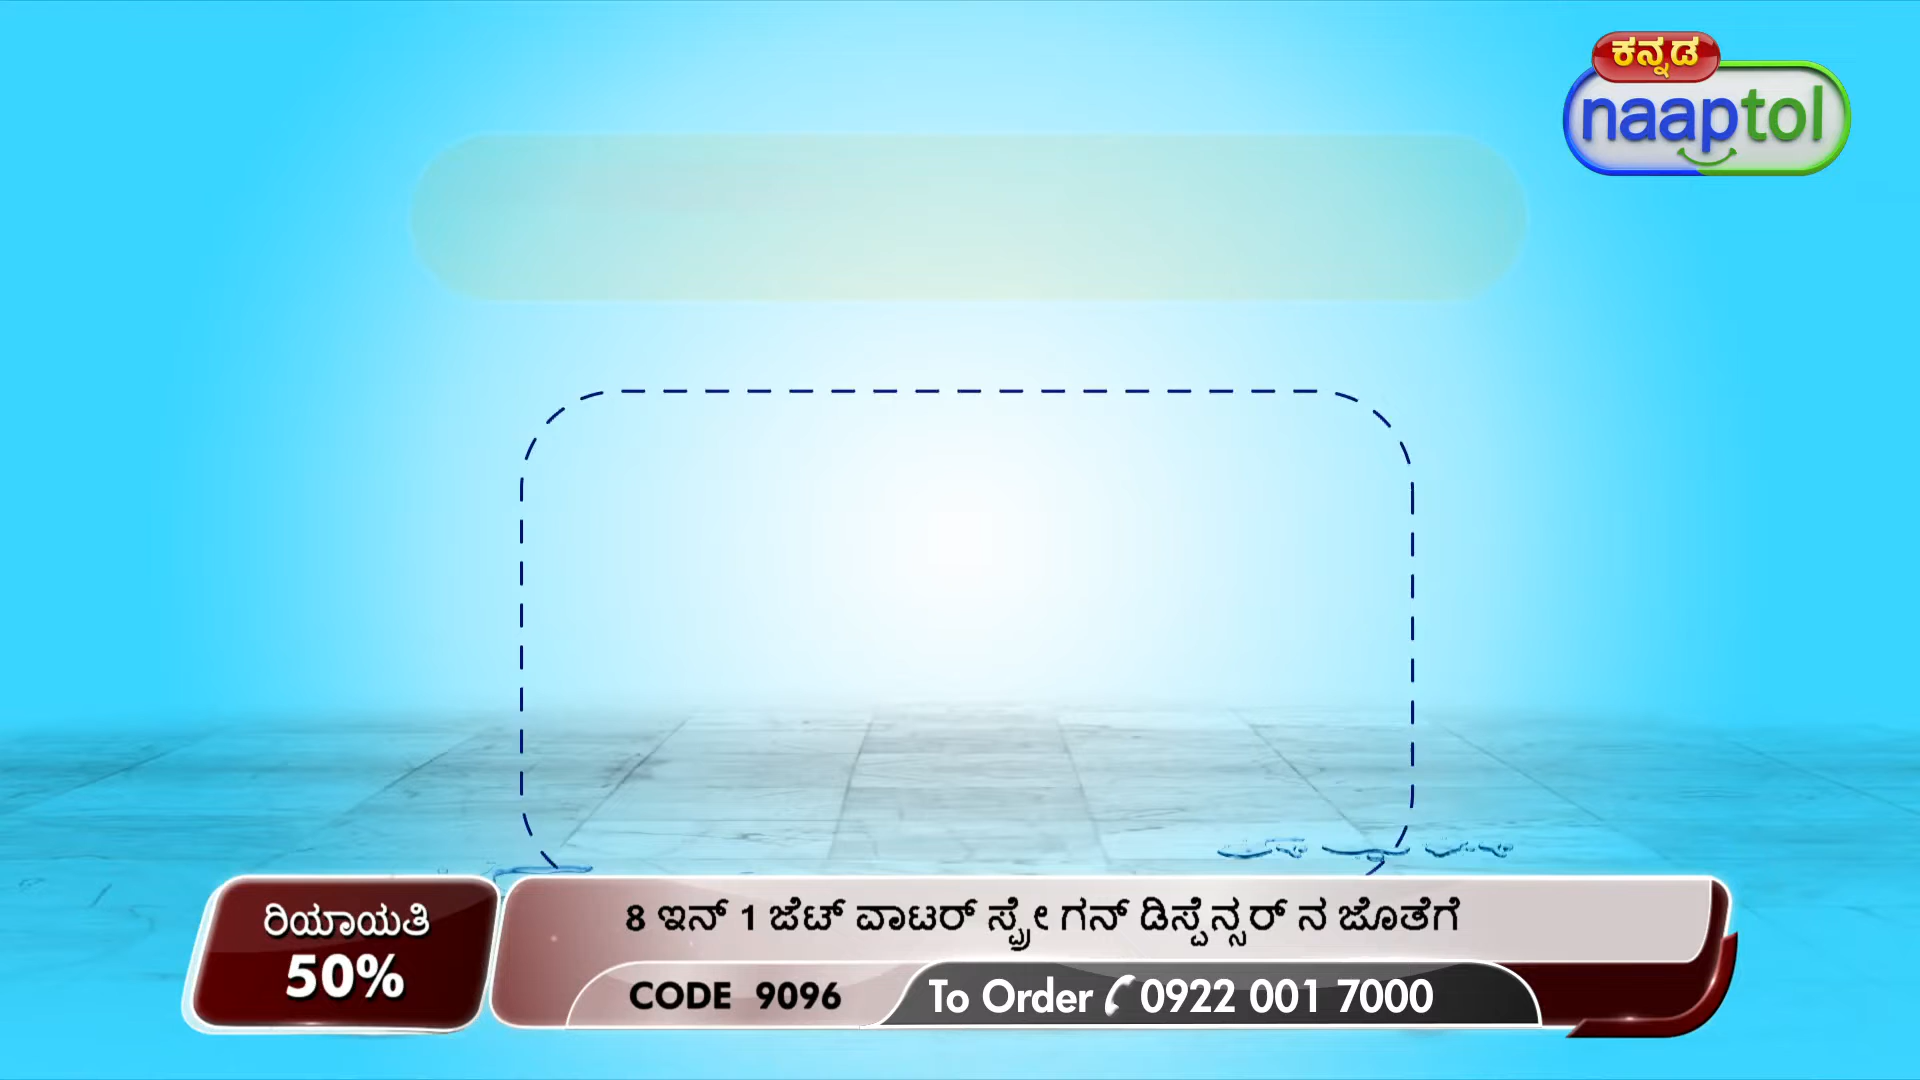 ಕನ್ನಡ
naaptol
ರಿಯಾಯತಿ
50%
8 ಇನ್ 1 ಜೆಟ್ ವಾಟರ್ ಸ್ಪ್ರೇ ಗನ್ ಡಿಸ್ಪೆನ್ಸರ್ ನ ಜೊತೆಗೆ
CODE 9096
To Order 0922 001 7000